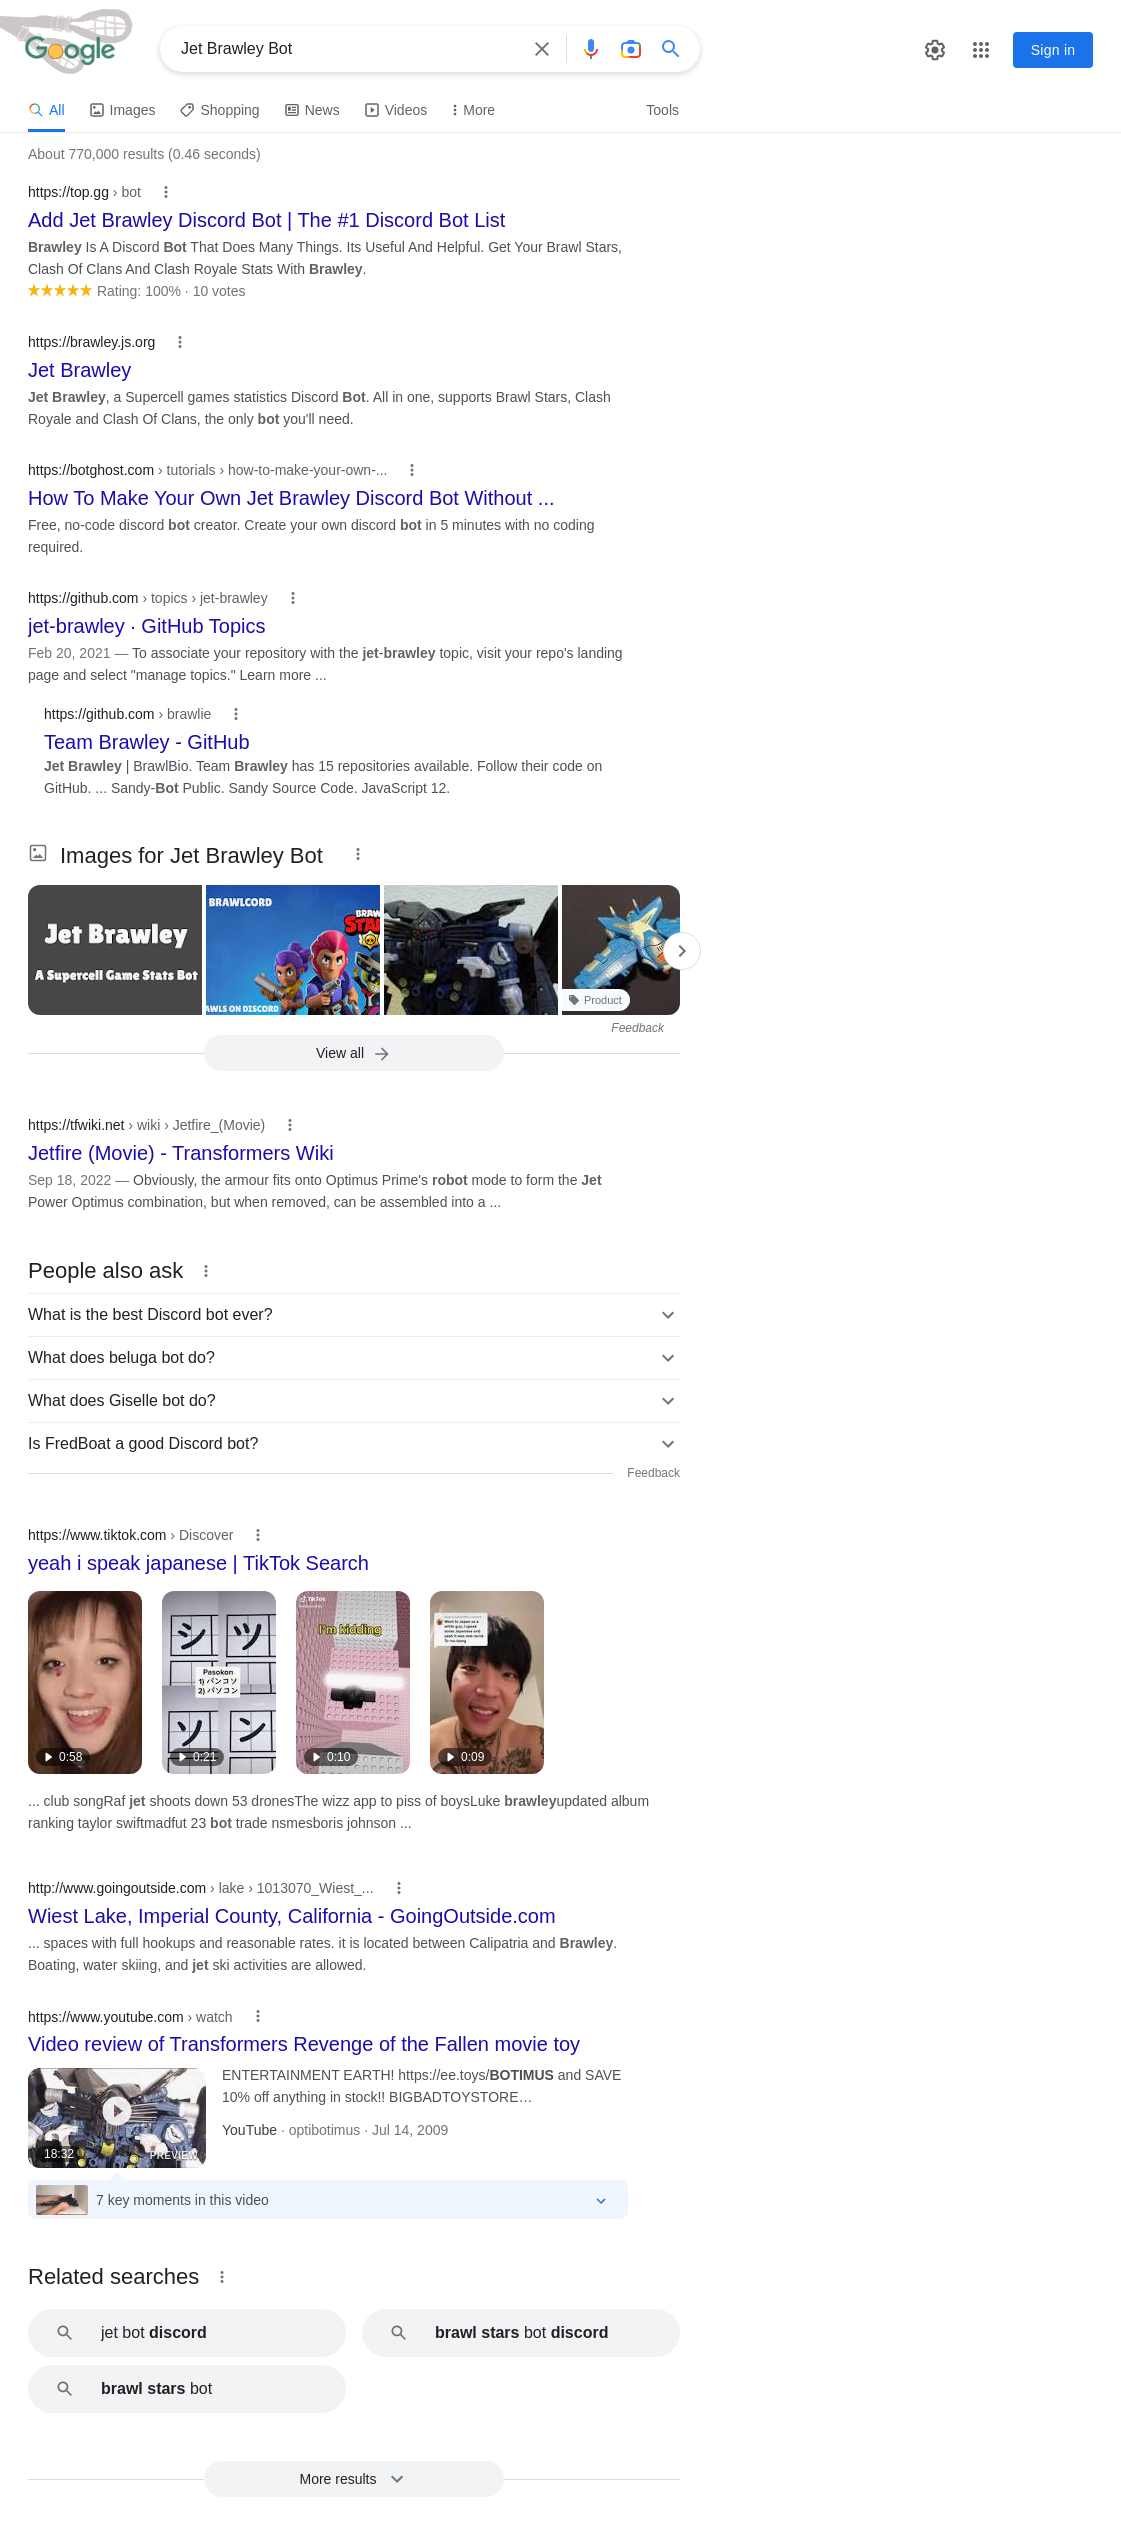 Google
Jet Brawley Bot
Sign in
All
Images
Shopping
News
Videos
More
Tools
About 770,000 results (0.46 seconds)
https://top.gg › bot
Add Jet Brawley Discord Bot | The #1 Discord Bot List
Brawley Is A Discord Bot That Does Many Things. Its Useful And Helpful. Get Your Brawl Stars,
Clash Of Clans And Clash Royale Stats With Brawley.
Rating: 100% · 10 votes
https://brawley.js.org
Jet Brawley
Jet Brawley, a Supercell games statistics Discord Bot. All in one, supports Brawl Stars, Clash
Royale and Clash Of Clans, the only bot you'll need.
https://botghost.com › tutorials › how-to-make-your-own-...
How To Make Your Own Jet Brawley Discord Bot Without ...
Free, no-code discord bot creator. Create your own discord bot in 5 minutes with no coding
required.
https://github.com › topics › jet-brawley
jet-brawley · GitHub Topics
Feb 20, 2021 — To associate your repository with the jet-brawley topic, visit your repo's landing
page and select "manage topics." Learn more ...
https://github.com › brawlie
Team Brawley - GitHub
Jet Brawley | BrawlBio. Team Brawley has 15 repositories available. Follow their code on
GitHub. ... Sandy-Bot Public. Sandy Source Code. JavaScript 12.
Images for Jet Brawley Bot
Jet Brawley
A Supercell Game Stats Bot
BRAWLCORD
BRAW
STA
AWLS ON DISCORD
Product
Feedback
View all
https://tfwiki.net › wiki › Jetfire_(Movie)
Jetfire (Movie) - Transformers Wiki
Sep 18, 2022 — Obviously, the armour fits onto Optimus Prime's robot mode to form the Jet
Power Optimus combination, but when removed, can be assembled into a ...
People also ask
What is the best Discord bot ever?
What does beluga bot do?
What does Giselle bot do?
Is FredBoat a good Discord bot?
Feedback
https://www.tiktok.com › Discover
yeah i speak japanese | TikTok Search
0:58
シ ツ
Pasokon
1) パンコソ
2) パソコン
ソ ン
0:21
TikTok
I'm kidding
0:10
0:09
... club songRaf jet shoots down 53 dronesThe wizz app to piss of boysLuke brawleyupdated album
ranking taylor swiftmadfut 23 bot trade nsmesboris johnson ...
http://www.goingoutside.com › lake › 1013070_Wiest_...
Wiest Lake, Imperial County, California - GoingOutside.com
... spaces with full hookups and reasonable rates. it is located between Calipatria and Brawley.
Boating, water skiing, and jet ski activities are allowed.
https://www.youtube.com › watch
Video review of Transformers Revenge of the Fallen movie toy
18:32
PREVIEW
ENTERTAINMENT EARTH! https://ee.toys/BOTIMUS and SAVE
10% off anything in stock!! BIGBADTOYSTORE…
YouTube · optibotimus · Jul 14, 2009
7 key moments in this video
Related searches
jet bot discord
brawl stars bot discord
brawl stars bot
More results